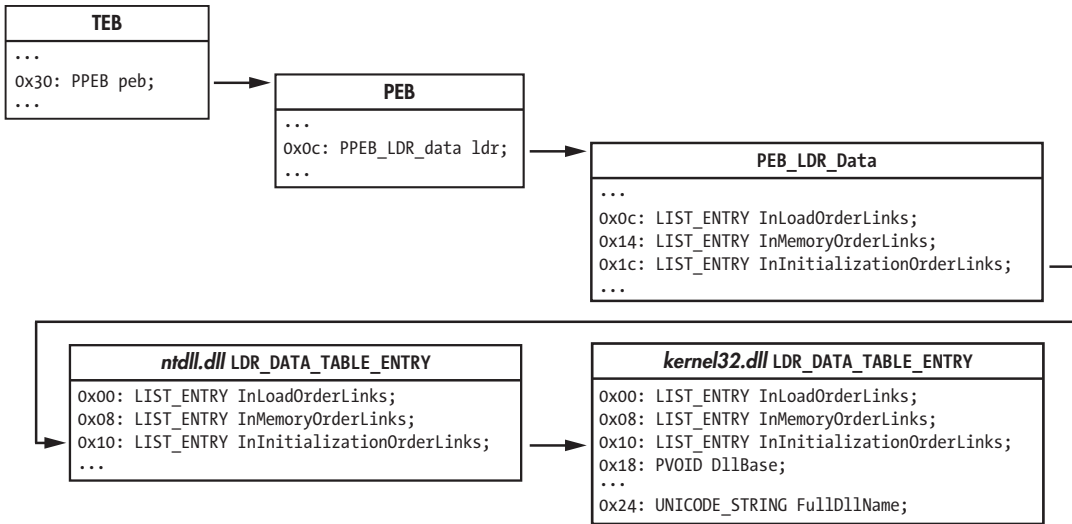 TEB
...
0x30: PPEB peb;
...
PEB
...
0x0c: PPEB_LDR_data ldr;
...
PEB_LDR_Data
...
0x0c: LIST_ENTRY InLoadOrderLinks;
0x14: LIST_ENTRY InMemoryOrderLinks;
0x1c: LIST_ENTRY InInitializationOrderLinks;
...
ntdll.dll LDR_DATA_TABLE_ENTRY
0x00: LIST_ENTRY InLoadOrderLinks;
0x08: LIST_ENTRY InMemoryOrderLinks;
0x10: LIST_ENTRY InInitializationOrderLinks;
...
kernel32.dll LDR_DATA_TABLE_ENTRY
0x00: LIST_ENTRY InLoadOrderLinks;
0x08: LIST_ENTRY InMemoryOrderLinks;
0x10: LIST_ENTRY InInitializationOrderLinks;
0x18: PVOID DllBase;
...
0x24: UNICODE_STRING FullDllName;